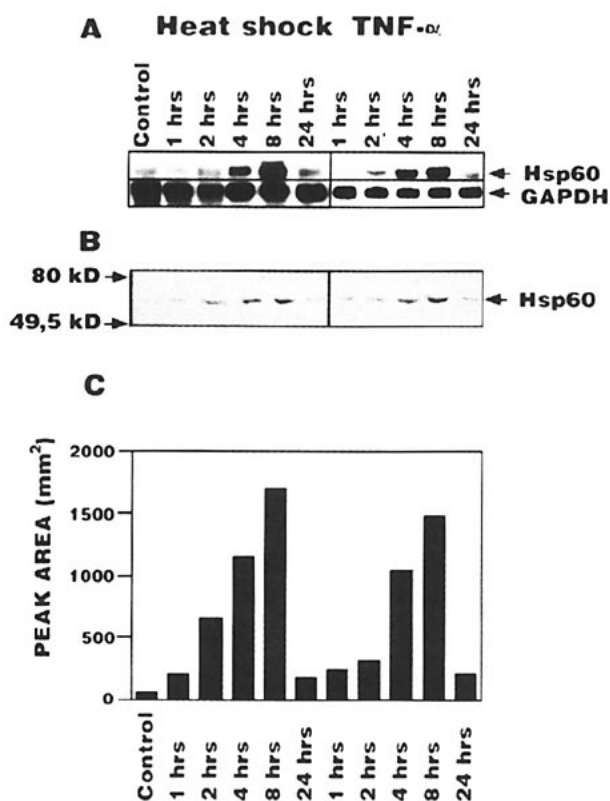 A Heat shock TNF-α
Control 1 hrs 2 hrs 4 hrs 8 hrs 24 hrs 1 hrs 2 hrs 4 hrs 8 hrs 24 hrs
Hsp60
GAPDH
B
80 kD
49,5 kD
Hsp60
C
PEAK AREA (mm²)
2000
1500
1000
500
0
Control 1 hrs 2 hrs 4 hrs 8 hrs 24 hrs 1 hrs 2 hrs 4 hrs 8 hrs 24 hrs